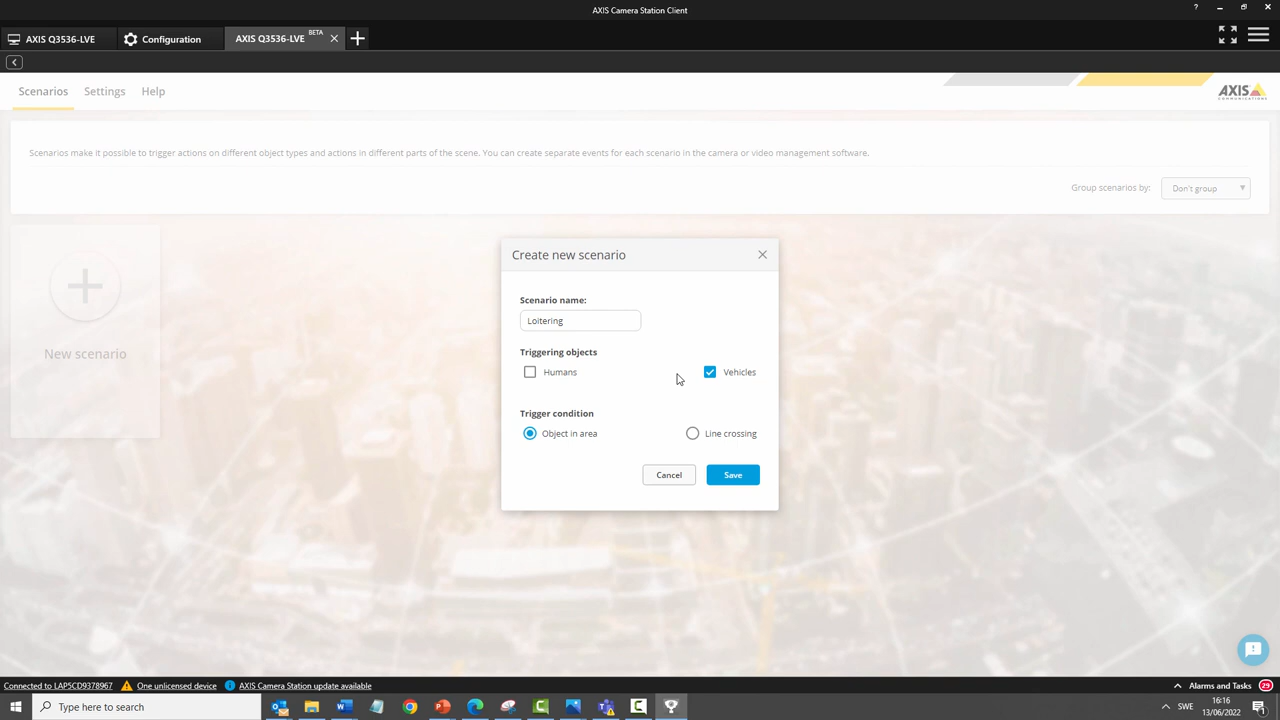 AXIS Camera Station Client
?
AXIS Q3536-LVE
Configuration
AXIS Q3536-LVE BETA
Scenarios
Settings
Help
AXIS
COMMUNICATIONS
Scenarios make it possible to trigger actions on different object types and actions in different parts of the scene. You can create separate events for each scenario in the camera or video management software.
Group scenarios by:
Don't group
New scenario
Create new scenario
Scenario name:
Loitering
Triggering objects
Humans
Vehicles
Trigger condition
Object in area
Line crossing
Cancel
Save
Connected to LAP5CD9378967
One unlicensed device
AXIS Camera Station update available
Alarms and Tasks
29
Type here to search
SWE
16:16
13/06/2022
1